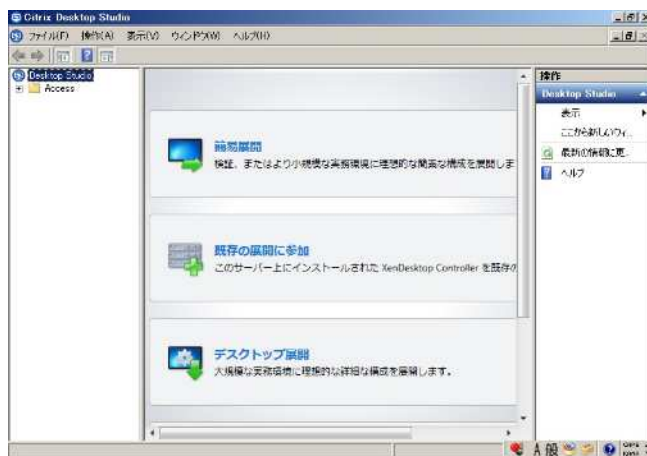 Citrix Desktop Studio
ファイル(F) 操作(A) 表示(V) ウィンドウ(W) ヘルプ(H)
Desktop Studio
Access
簡易展開
検証、またはより小規模な実務環境に理想的な簡素な構成を展開しま
既存の展開に参加
このサーバー上にインストールされた XenDesktop Controller を既存の
デスクトップ展開
大規模な実務環境に理想的な詳細な構成を展開します。
操作
Desktop Studio
表示
ここから新しいウィ...
最新の情報に更...
ヘルプ
A 般